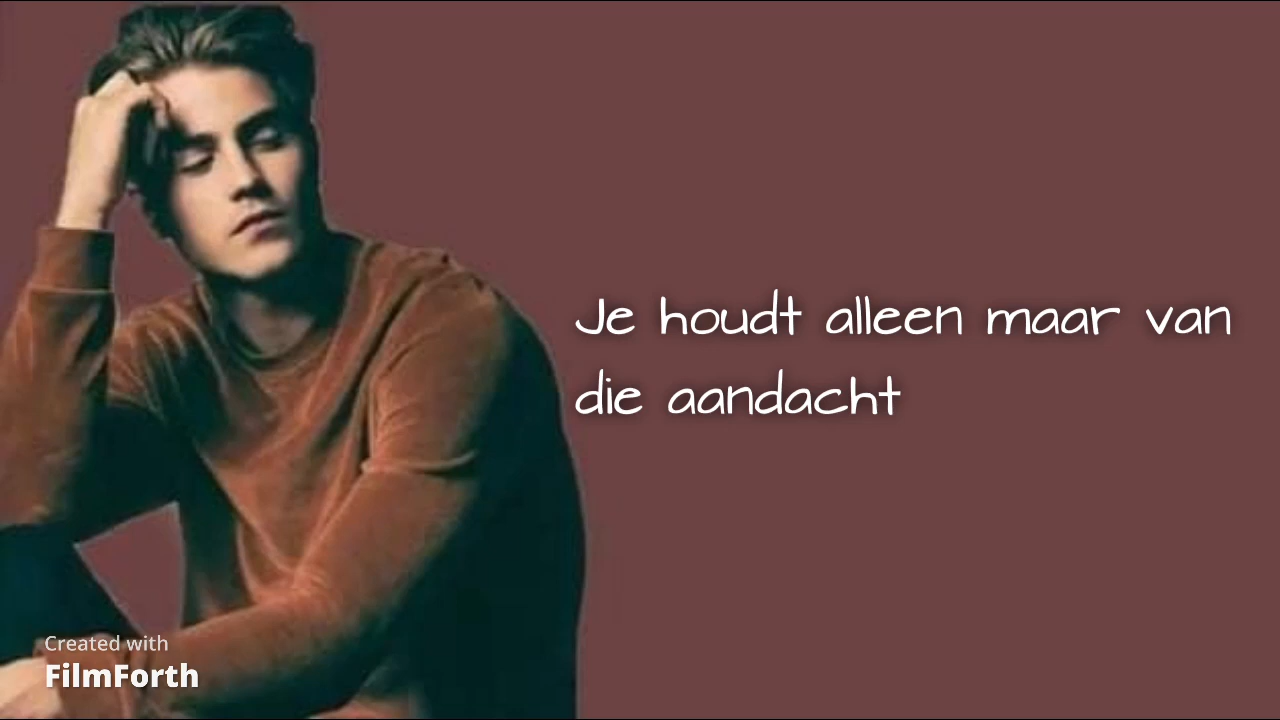 Je houdt alleen maar van
die aandacht
Created with
FilmForth